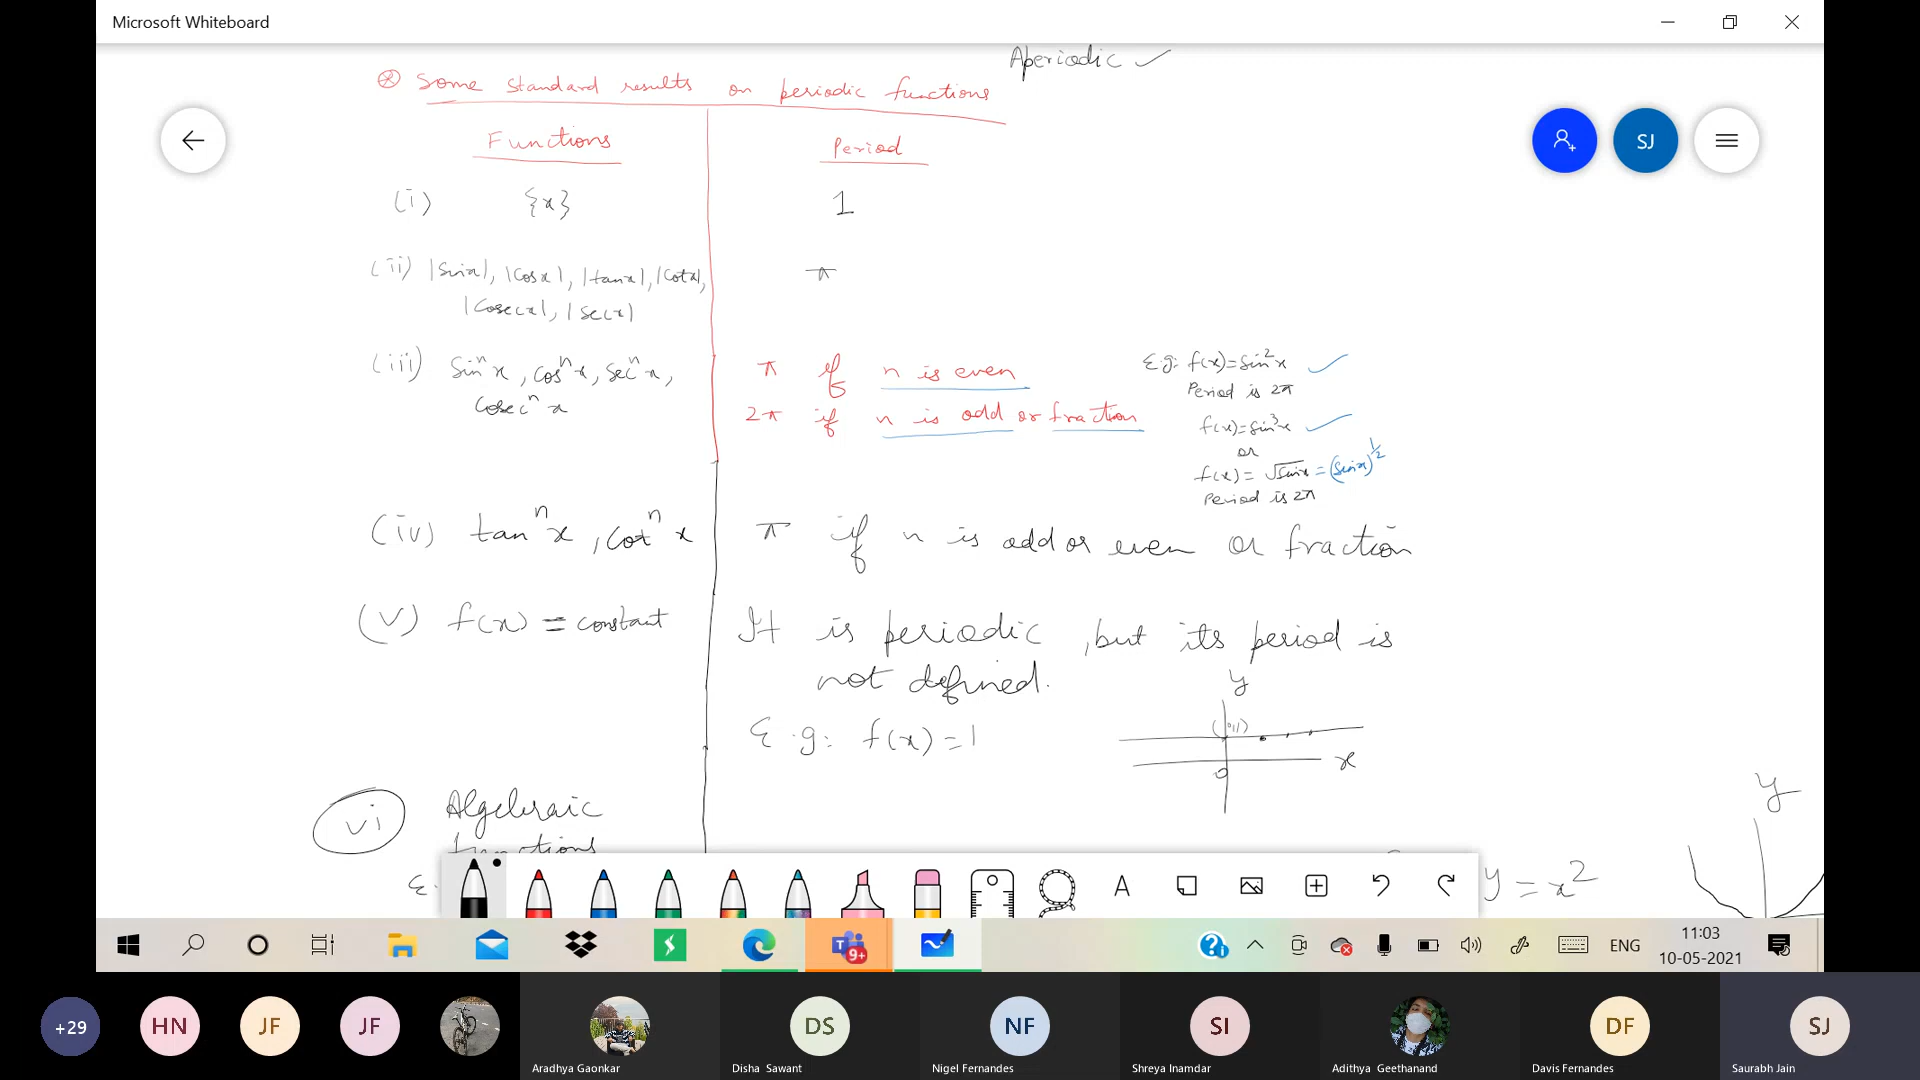 Microsoft Whiteboard
Aperiodic ✓
⊛ Some standard results on periodic functions
Functions
Period
(i) {x} 1
(ii) |sinx|, |cosx|, |tanx|, |cotx|, π
|cosecx|, |secx|
(iii) sinⁿx, cosⁿx, secⁿx, π if n is even
cosecⁿx 2π if n is odd or fraction
E.g: f(x)=sin²x ✓
Period is 2π
f(x)=sin³x ✓
or
f(x) = √sinx = (sinx)^1/2
Period is 2π
(iv) tanⁿx, cotⁿx π if n is odd or even or fraction
(v) f(x) = constant It is periodic, but its period is
not defined.
E.g: f(x) = 1
y
(0,1)
x
0
vi Algebraic
functions
E.
y = x²
y
A
ENG
11:03
10-05-2021
9+
SJ
+29
HN
JF
JF
DS
NF
SI
DF
SJ
Aradhya Gaonkar
Disha Sawant
Nigel Fernandes
Shreya Inamdar
Adithya Geethanand
Davis Fernandes
Saurabh Jain